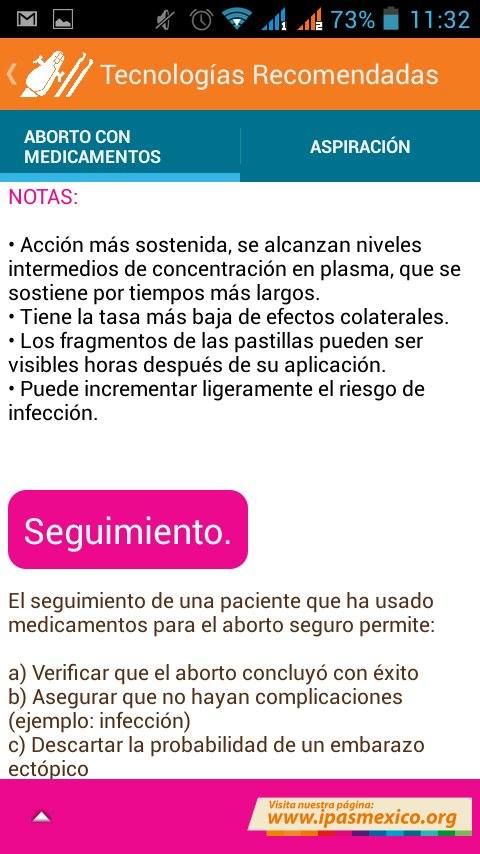 73% 11:32
Tecnologías Recomendadas
ABORTO CON
MEDICAMENTOS
ASPIRACIÓN
NOTAS:
• Acción más sostenida, se alcanzan niveles
intermedios de concentración en plasma, que se
sostiene por tiempos más largos.
• Tiene la tasa más baja de efectos colaterales.
• Los fragmentos de las pastillas pueden ser
visibles horas después de su aplicación.
• Puede incrementar ligeramente el riesgo de
infección.
Seguimiento.
El seguimiento de una paciente que ha usado
medicamentos para el aborto seguro permite:
a) Verificar que el aborto concluyó con éxito
b) Asegurar que no hayan complicaciones
(ejemplo: infección)
c) Descartar la probabilidad de un embarazo
ectópico
Visita nuestra página:
www.ipasmexico.org